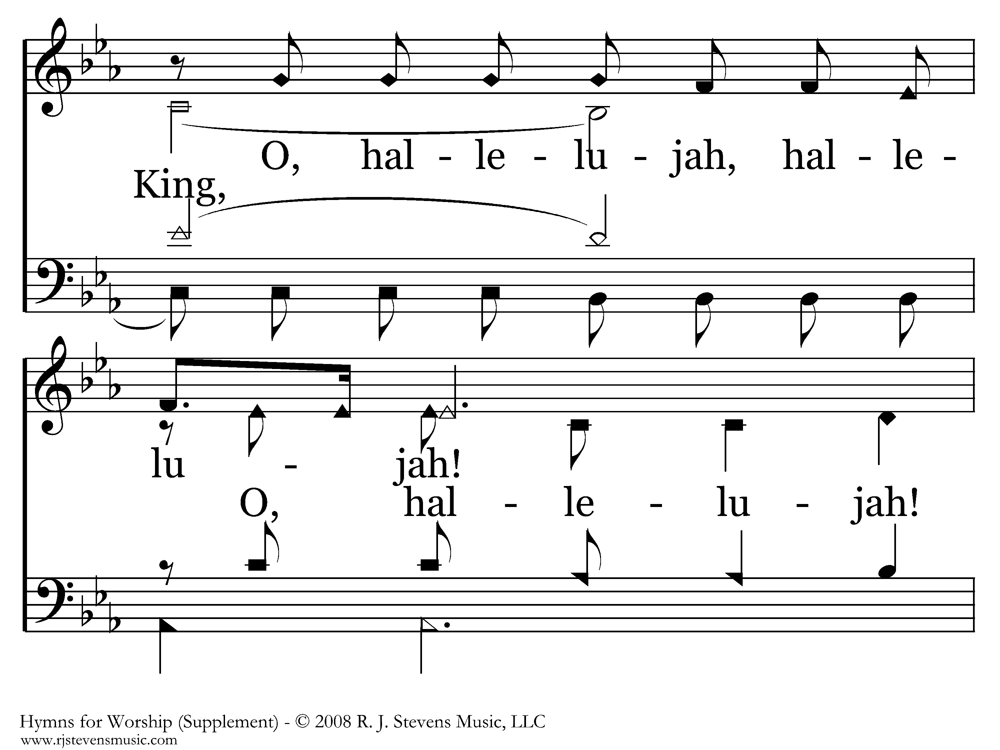 O, hal - le - lu - jah, hal - le -
King,
lu - jah!
O, hal - le - lu - jah!
Hymns for Worship (Supplement) - © 2008 R. J. Stevens Music, LLC
www.rjstevensmusic.com